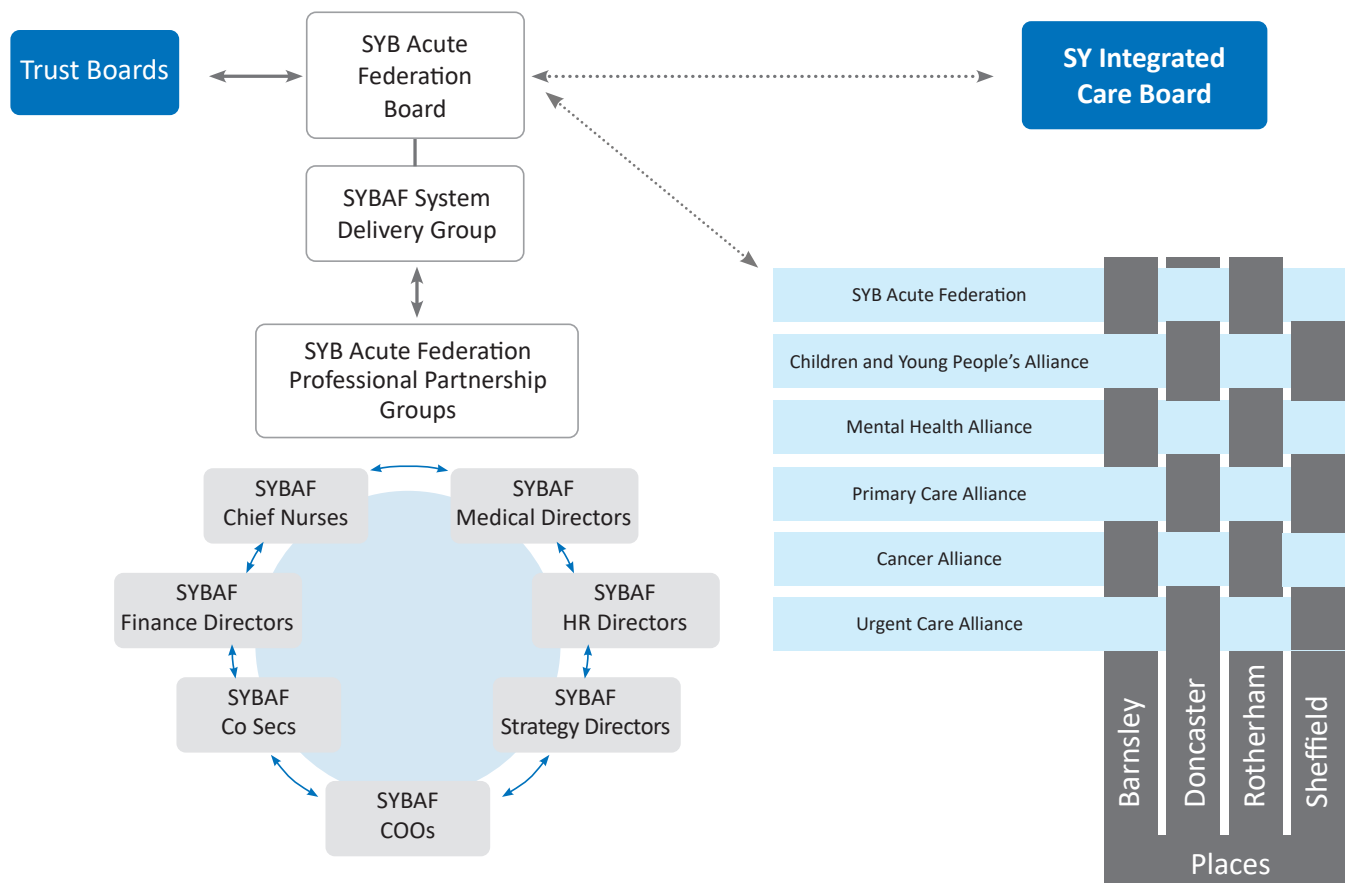 Trust Boards
SYB Acute
Federation
Board
SY Integrated
Care Board
SYBAF System
Delivery Group
SYB Acute Federation
Professional Partnership
Groups
SYBAF
Chief Nurses
SYBAF
Medical Directors
SYBAF
Finance Directors
SYBAF
HR Directors
SYBAF
Co Secs
SYBAF
Strategy Directors
SYBAF
COOs
SYB Acute Federation
Children and Young People’s Alliance
Mental Health Alliance
Primary Care Alliance
Cancer Alliance
Urgent Care Alliance
Barnsley
Doncaster
Rotherham
Sheffield
Places